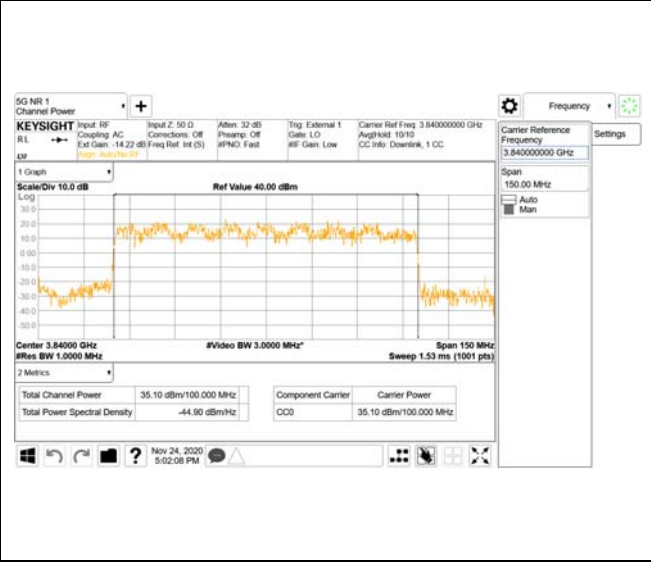 5G NR 1
Channel Power
Frequency
KEYSIGHT
R L
Input: RF
Coupling: AC
Ext Gain: -14.22 dB
Align: Auto/No RF
Input Z: 50 Ω
Corrections: Off
Freq Ref: Int (S)
Atten: 32 dB
Preamp: Off
#PNO: Fast
Trig: External 1
Gate: LO
#IF Gain: Low
Carrier Ref Freq: 3.840000000 GHz
Avg|Hold: 10/10
CC Info: Downlink, 1 CC
Carrier Reference
Frequency
3.840000000 GHz
Settings
Span
150.00 MHz
Auto
Man
1 Graph
Scale/Div 10.0 dB
Ref Value 40.00 dBm
Log
30.0
20.0
10.0
0.00
-10.0
-20.0
-30.0
-40.0
-50.0
Center 3.84000 GHz
#Video BW 3.0000 MHz*
Span 150 MHz
#Res BW 1.0000 MHz
Sweep 1.53 ms (1001 pts)
2 Metrics
Total Channel Power 35.10 dBm/100.000 MHz
Total Power Spectral Density -44.90 dBm/Hz
Component Carrier Carrier Power
CC0 35.10 dBm/100.000 MHz
?
Nov 24, 2020
5:02:08 PM